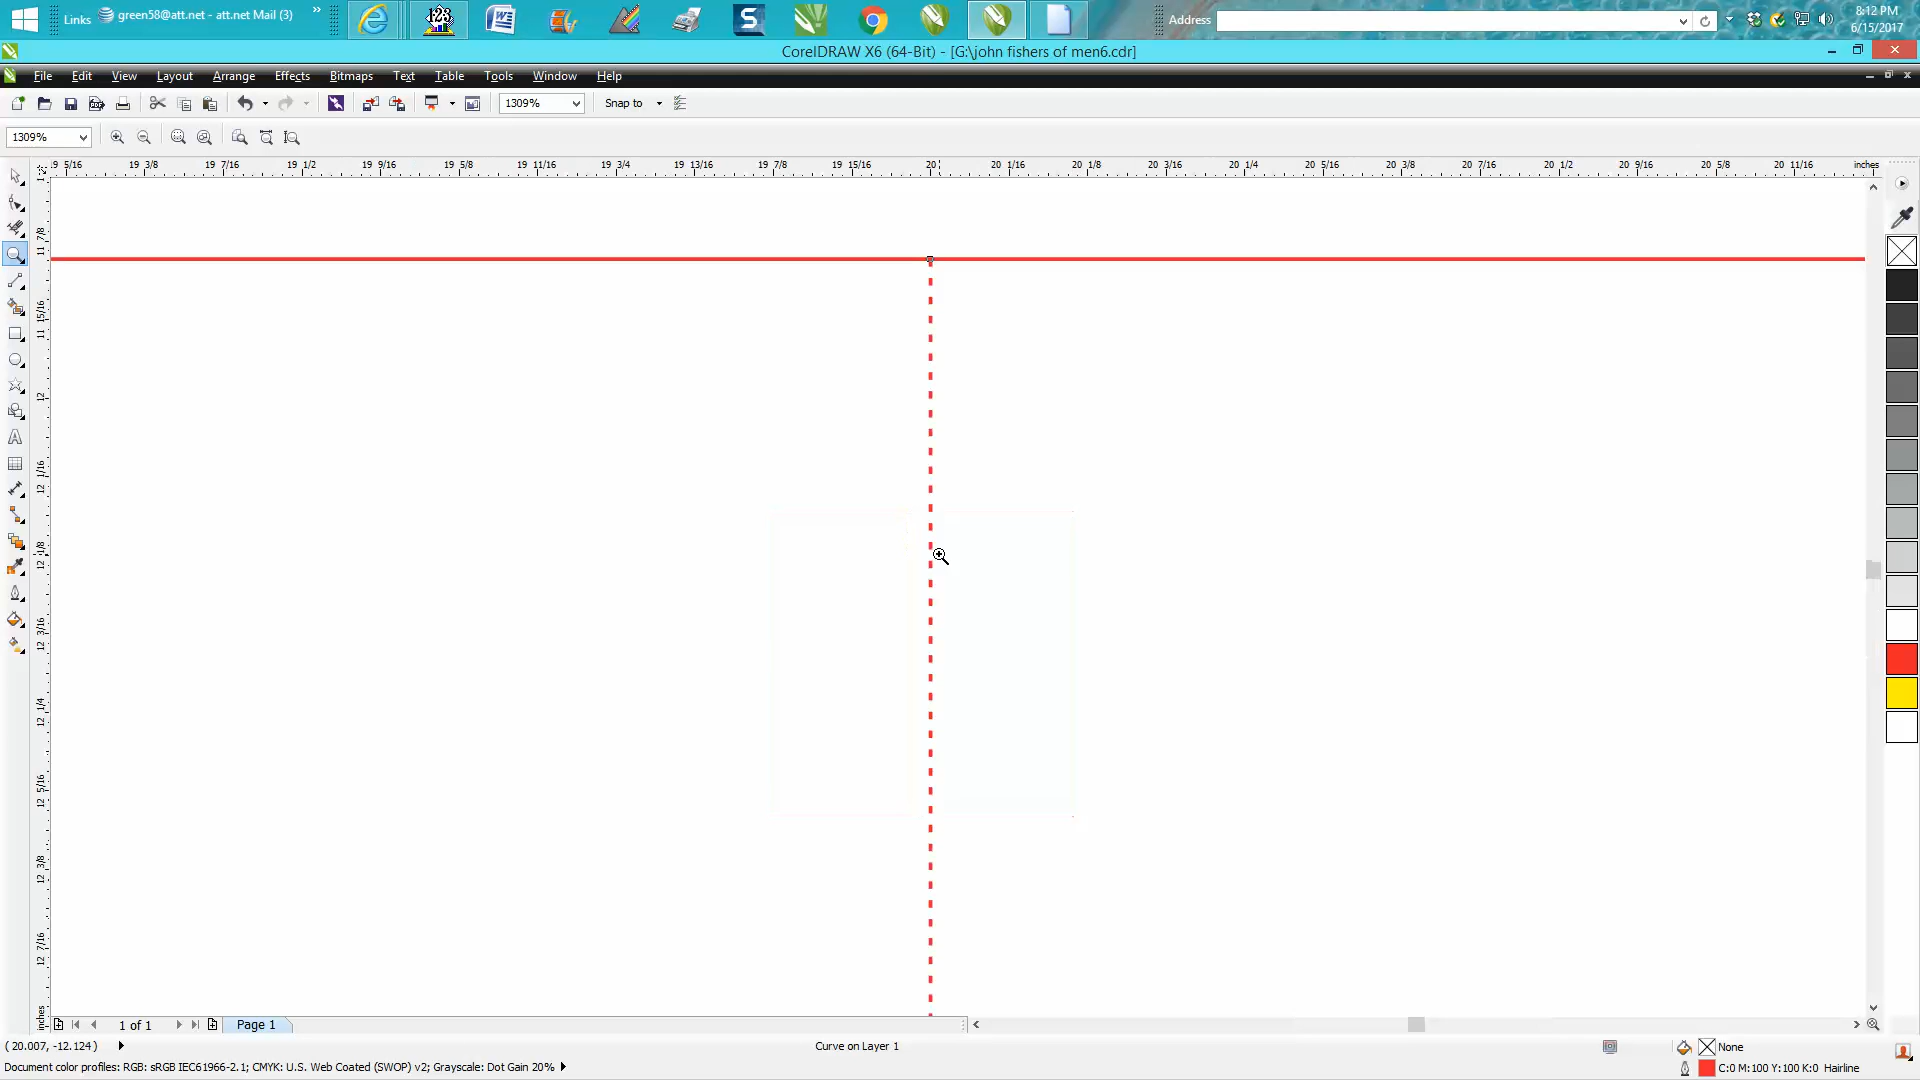 Links green58@att.net - att.net Mail (3) » 123 W S Address 8:12 PM
6/15/2017
CorelDRAW X6 (64-Bit) - [G:\john fishers of men6.cdr]
File Edit View Layout Arrange Effects Bitmaps Text Table Tools Window Help
1309% Snap to
1309%
19 5/16 19 3/8 19 7/16 19 1/2 19 9/16 19 5/8 19 11/16 19 3/4 19 13/16 19 7/8 19 15/16 20 20 1/16 20 1/8 20 3/16 20 1/4 20 5/16 20 3/8 20 7/16 20 1/2 20 9/16 20 5/8 20 11/16 inches
11 7/8
11 15/16
12
12 1/16
12 1/8
12 3/16
12 1/4
12 5/16
12 3/8
12 7/16
inches
1 of 1 Page 1
( 20.007, -12.124 ) Curve on Layer 1 None
Document color profiles: RGB: sRGB IEC61966-2.1; CMYK: U.S. Web Coated (SWOP) v2; Grayscale: Dot Gain 20% C:0 M:100 Y:100 K:0 Hairline